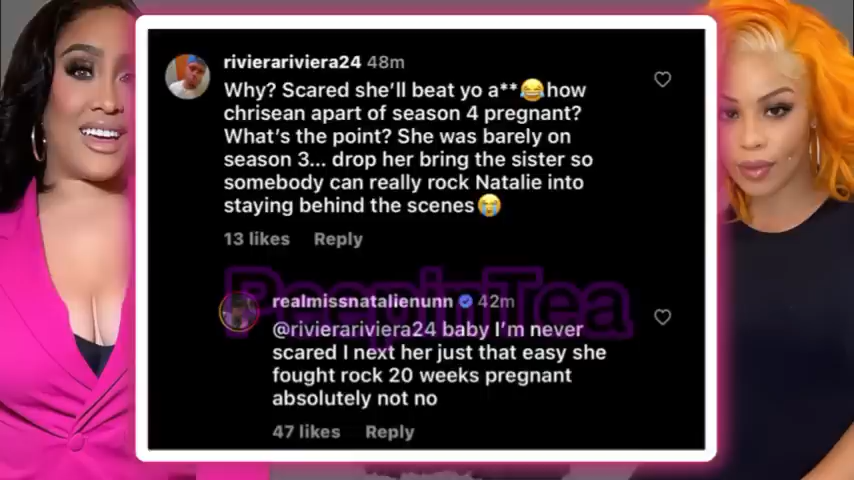 rivierariviera24 48m
Why? Scared she'll beat yo a**😂how
chrisean apart of season 4 pregnant?
What's the point? She was barely on
season 3... drop her bring the sister so
somebody can really rock Natalie into
staying behind the scenes😭
13 likes Reply
PeepinTea
realmissnatalienunn 42m
@rivierariviera24 baby I'm never
scared I next her just that easy she
fought rock 20 weeks pregnant
absolutely not no
47 likes Reply